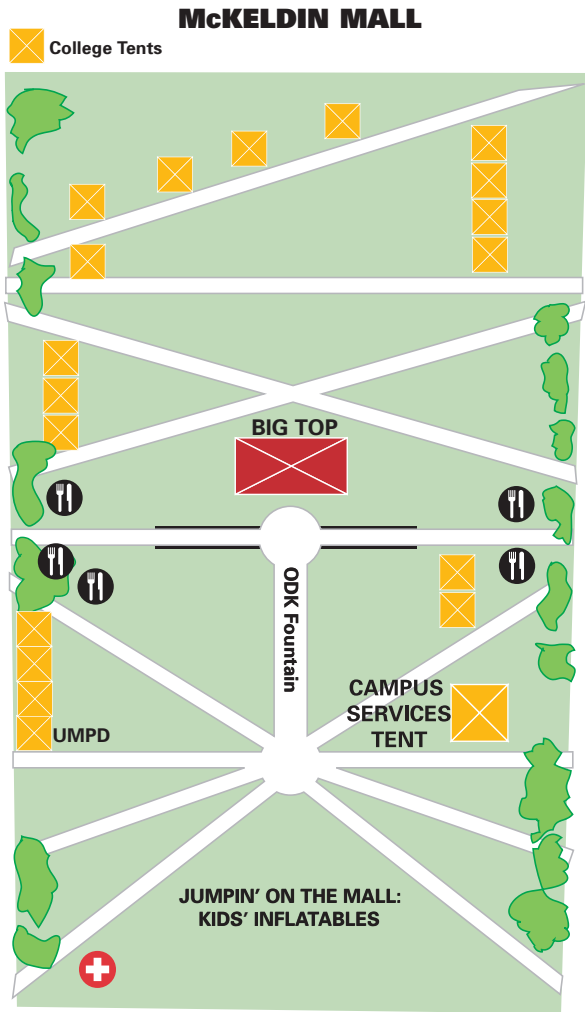 McKELDIN MALL
College Tents
BIG TOP
ODK Fountain
CAMPUS
SERVICES
TENT
UMPD
JUMPIN’ ON THE MALL:
KIDS’ INFLATABLES